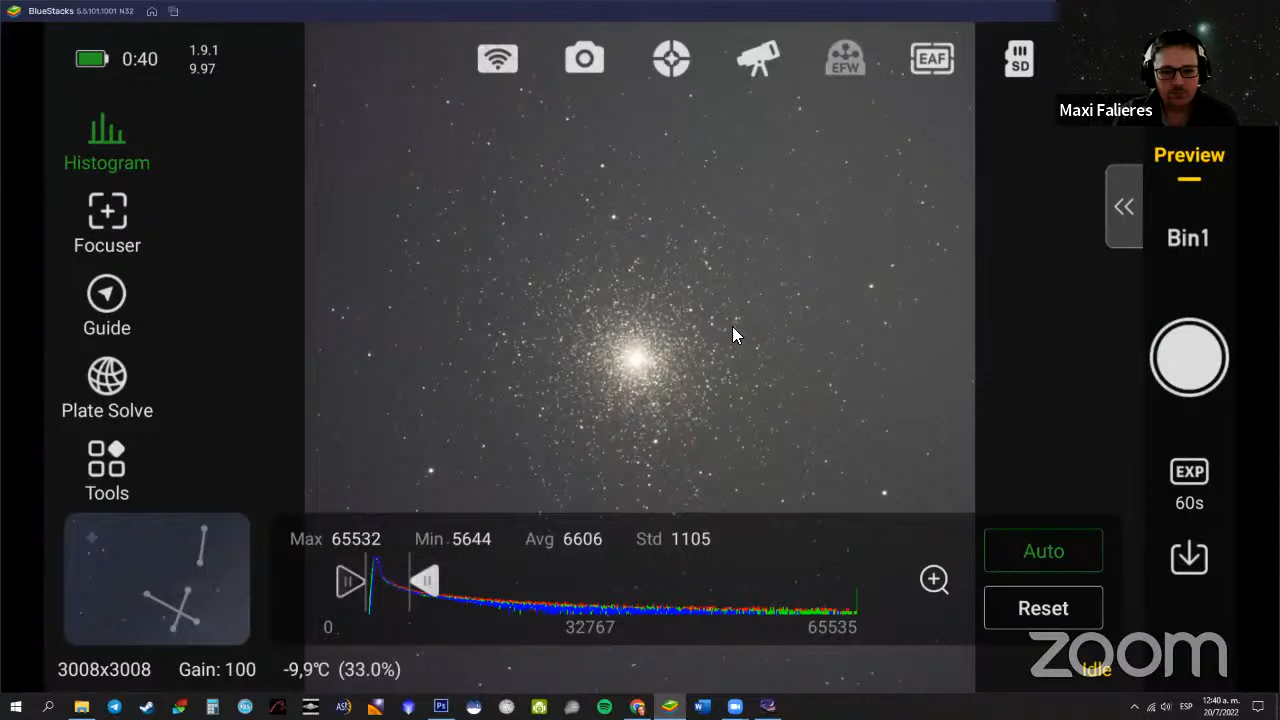 BlueStacks 5.5.101.1001 N32
0:40
1.9.1
9.97
EFW
EAF
SD
Maxi Falieres
Histogram
Focuser
Guide
Plate Solve
Tools
Preview
Bin1
EXP
60s
Max 65532 Min 5644 Avg 6606 Std 1105
0
32767
65535
Auto
Reset
3008x3008 Gain: 100 -9,9℃ (33.0%)
Idle
zoom
ESP
12:40 a. m.
20/7/2022